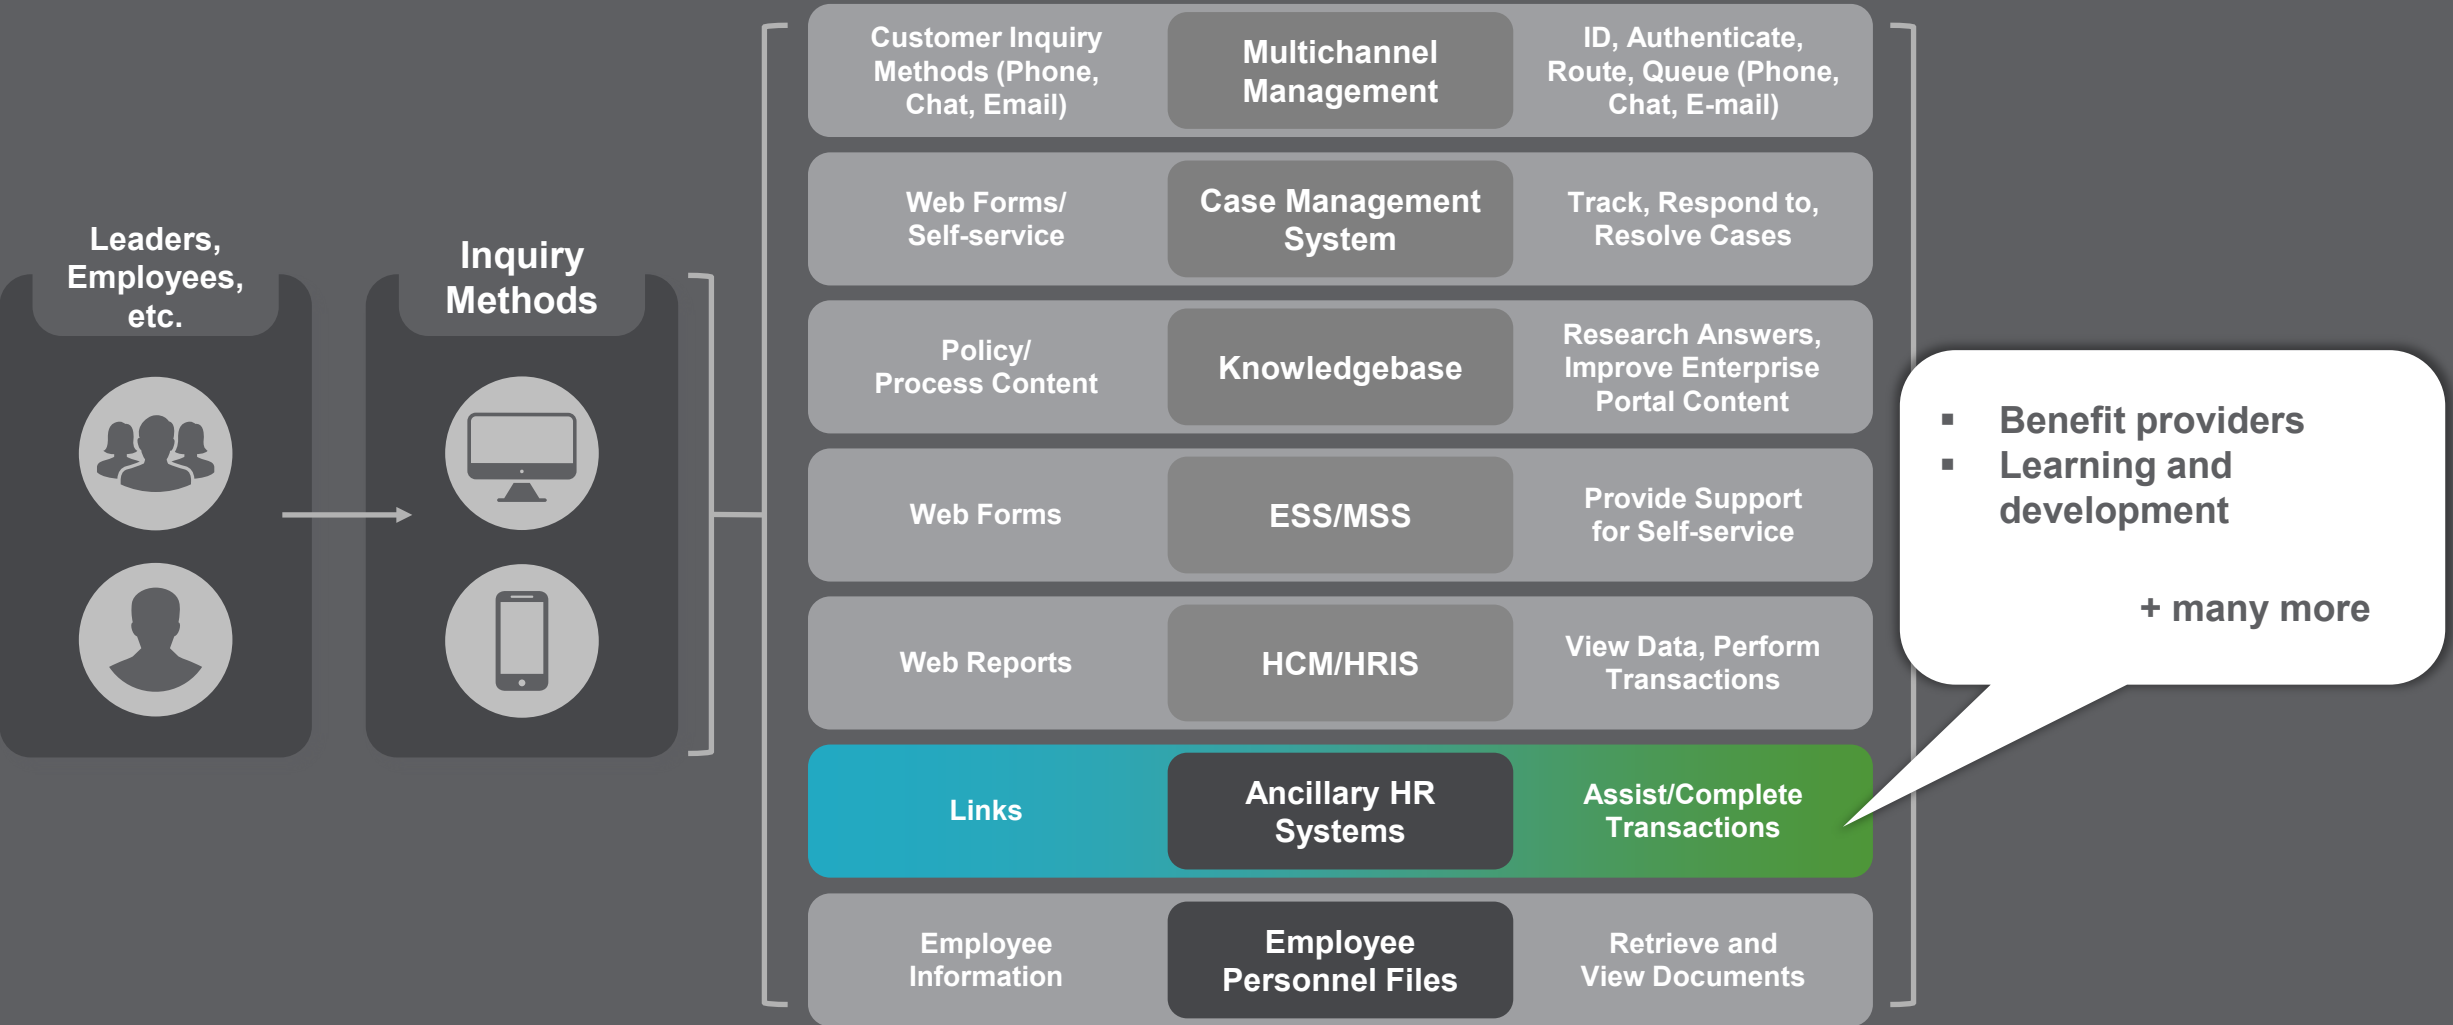 Leaders,
Employees,
etc.
Inquiry
Methods
Customer Inquiry
Methods (Phone,
Chat, Email)
Multichannel
Management
ID, Authenticate,
Route, Queue (Phone,
Chat, E-mail)
Web Forms/
Self-service
Case Management
System
Track, Respond to,
Resolve Cases
Policy/
Process Content
Knowledgebase
Research Answers,
Improve Enterprise
Portal Content
Web Forms
ESS/MSS
Provide Support
for Self-service
Web Reports
HCM/HRIS
View Data, Perform
Transactions
Links
Ancillary HR
Systems
Assist/Complete
Transactions
Employee
Information
Employee
Personnel Files
Retrieve and
View Documents
▪ Benefit providers
▪ Learning and
development
+ many more